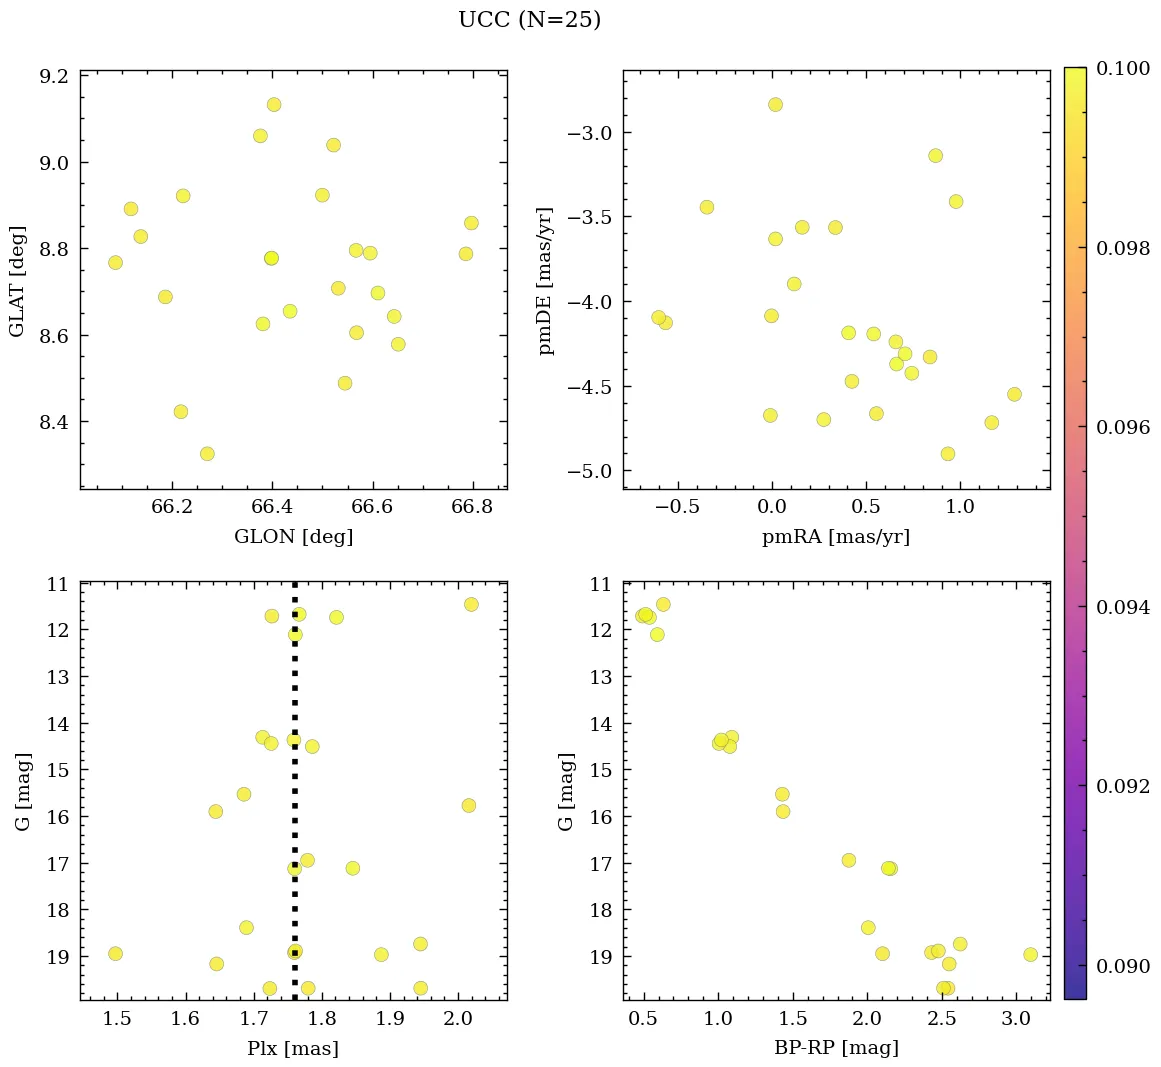 UCC (N=25)
9.2
9.0
8.8
8.6
8.4
GLAT [deg]
66.2 66.4 66.6 66.8
GLON [deg]
−3.0
−3.5
−4.0
−4.5
−5.0
pmDE [mas/yr]
−0.5 0.0 0.5 1.0
pmRA [mas/yr]
11
12
13
14
15
16
17
18
19
G [mag]
1.5 1.6 1.7 1.8 1.9 2.0
Plx [mas]
11
12
13
14
15
16
17
18
19
G [mag]
0.5 1.0 1.5 2.0 2.5 3.0
BP-RP [mag]
0.100
0.098
0.096
0.094
0.092
0.090